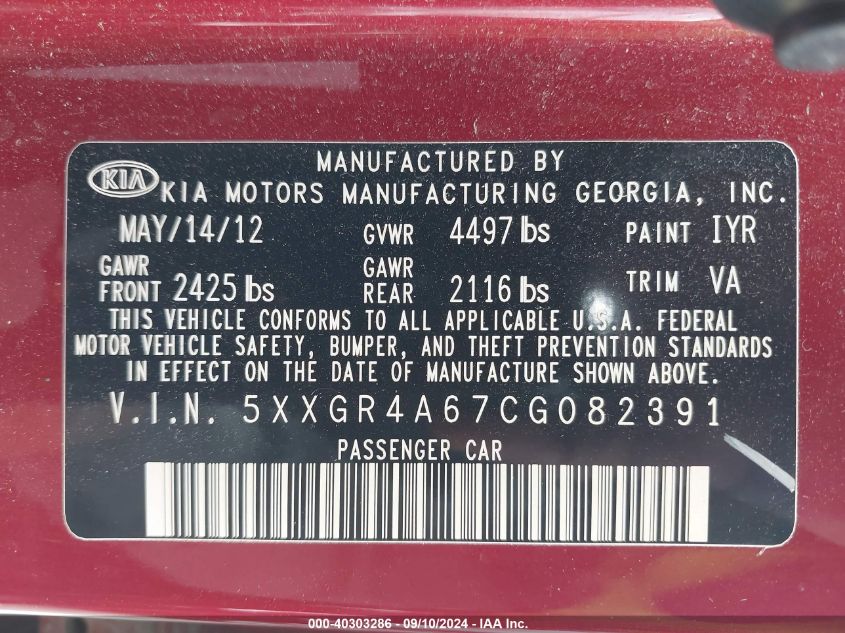 MANUFACTURED BY
KIA KIA MOTORS MANUFACTURING GEORGIA, INC.
MAY/14/12 GVWR 4497 lbs PAINT IYR
GAWR FRONT 2425 lbs GAWR REAR 2116 lbs TRIM VA
THIS VEHICLE CONFORMS TO ALL APPLICABLE U.S.A. FEDERAL
MOTOR VEHICLE SAFETY, BUMPER, AND THEFT PREVENTION STANDARDS
IN EFFECT ON THE DATE OF MANUFACTURE SHOWN ABOVE.
V.I.N. 5XXGR4A67CG082391
PASSENGER CAR
000-40303286 - 09/10/2024 - IAA Inc.